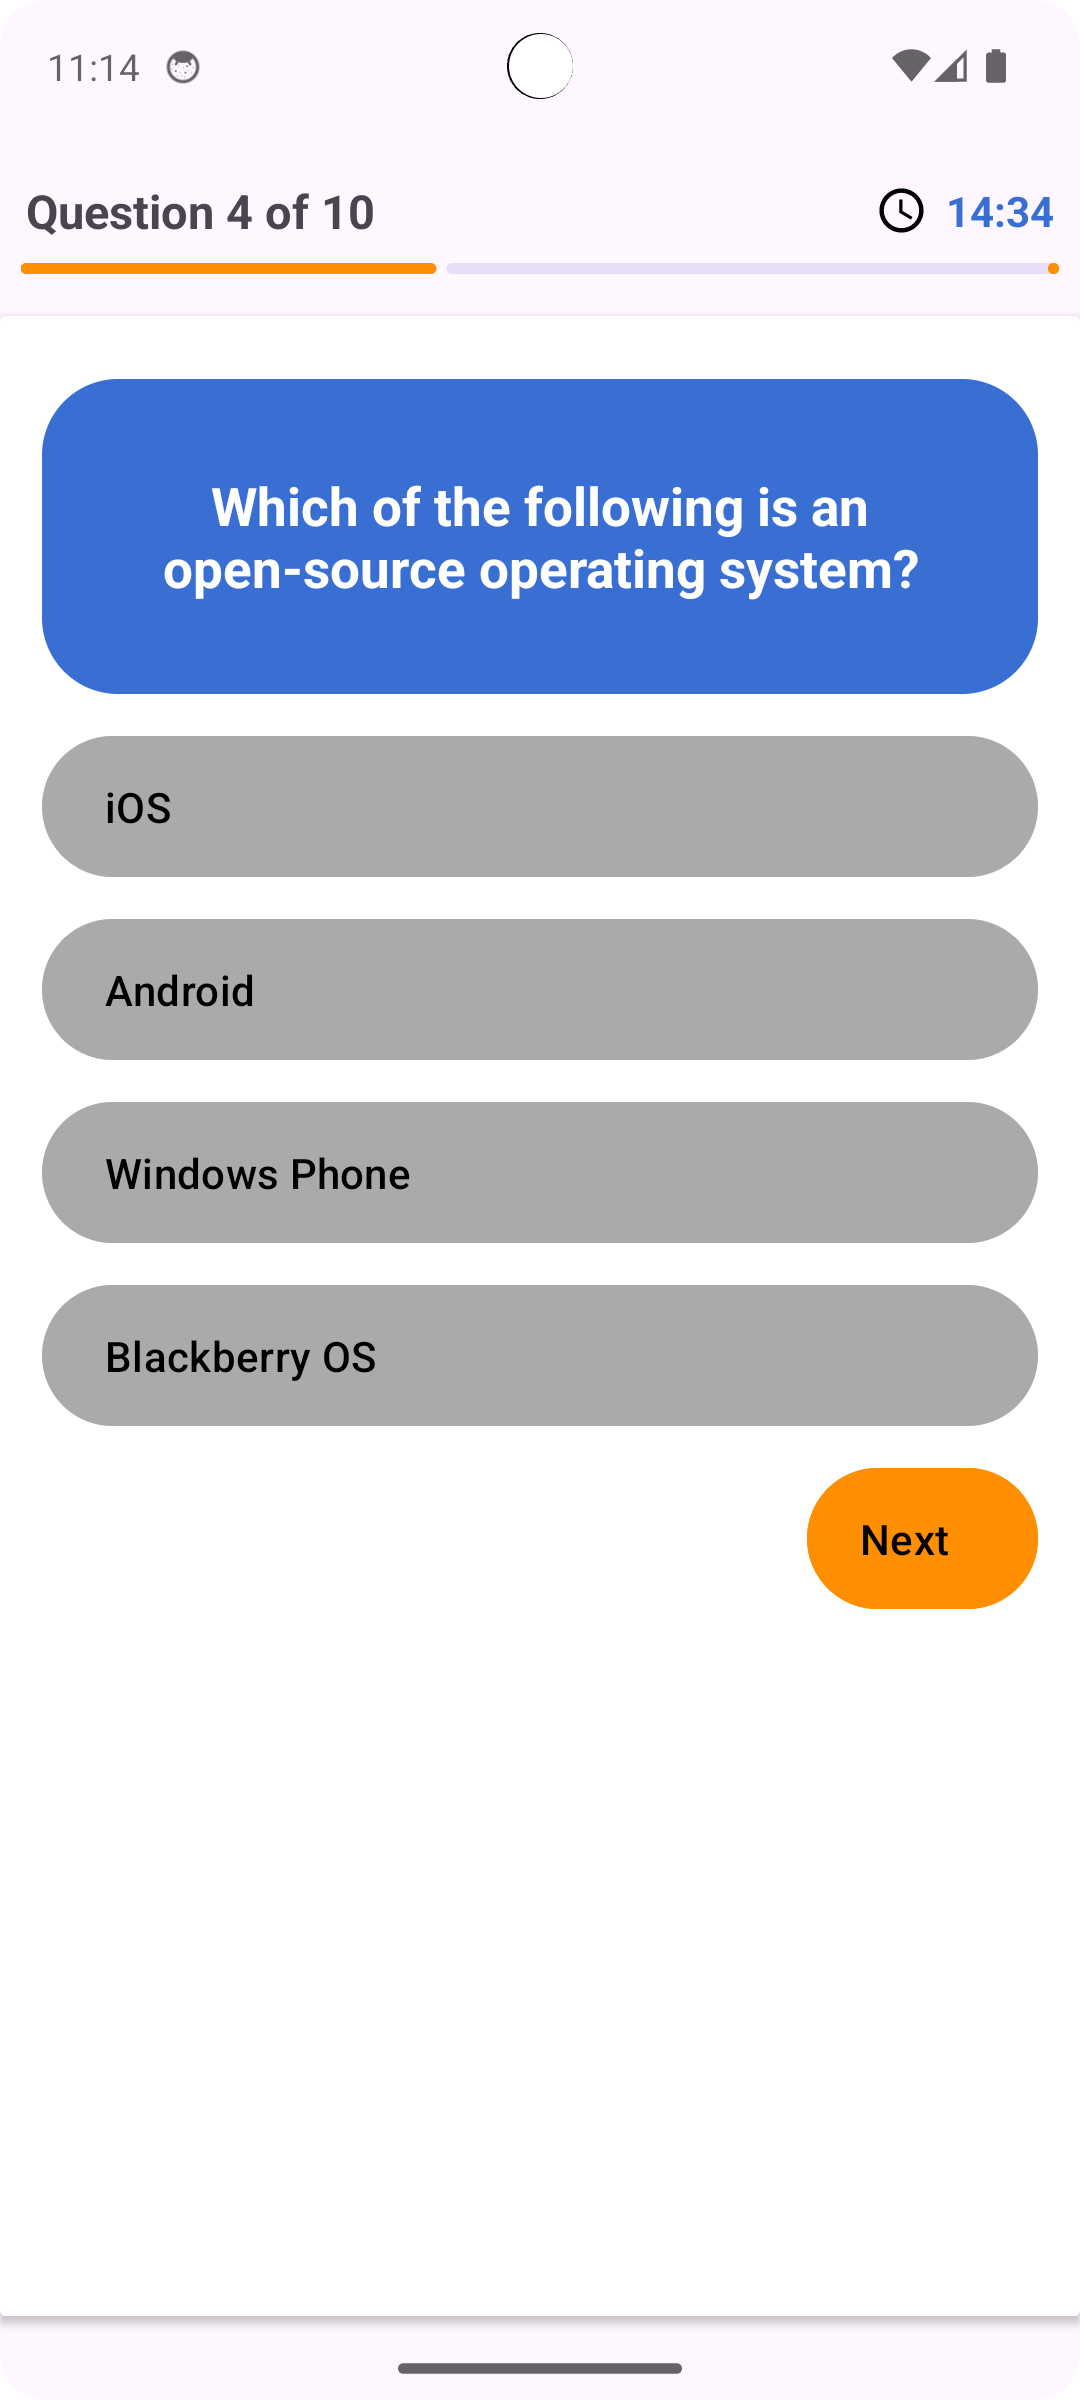 11:14
Question 4 of 10
14:34
Which of the following is an
open-source operating system?
iOS
Android
Windows Phone
Blackberry OS
Next